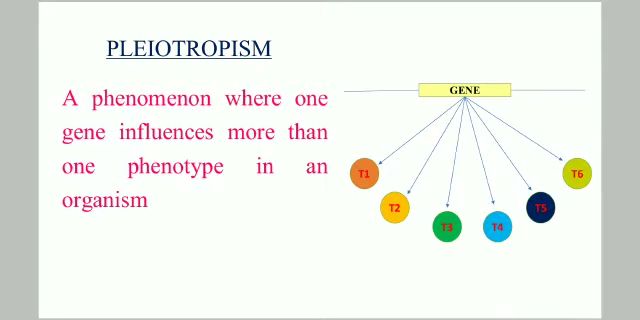 PLEIOTROPISM
A phenomenon where one
gene influences more than
one phenotype in an
organism
GENE
T1
T2
T3
T4
T5
T6